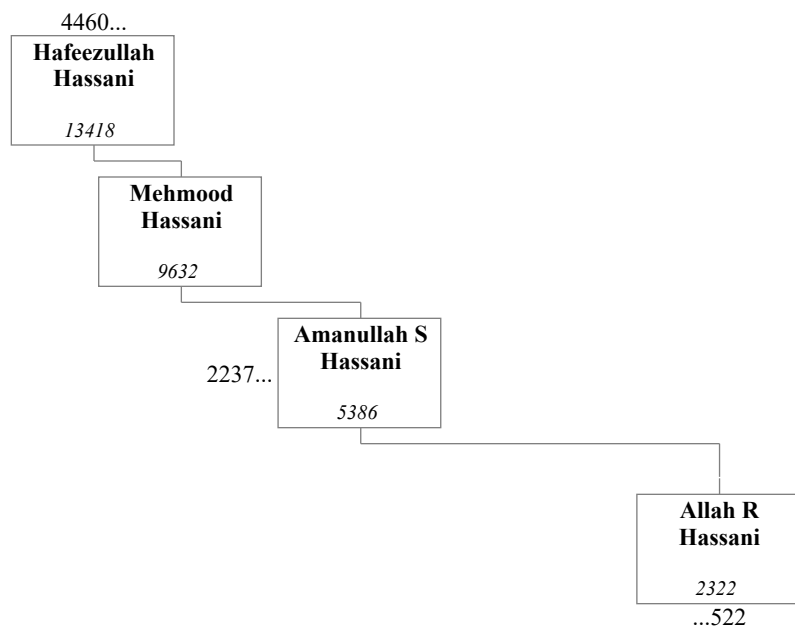 4460...
Hafeezullah
Hassani
13418
Mehmood
Hassani
9632
Amanullah S
Hassani
2237...
5386
Allah R
Hassani
2322
...522